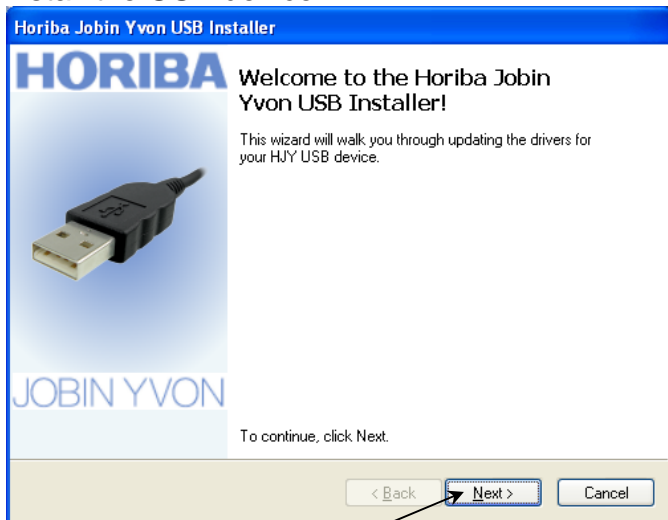 Horiba Jobin Yvon USB Installer
HORIBA
Welcome to the Horiba Jobin
Yvon USB Installer!
This wizard will walk you through updating the drivers for
your HJY USB device.
JOBIN YVON
To continue, click Next.
< Back
Next >
Cancel